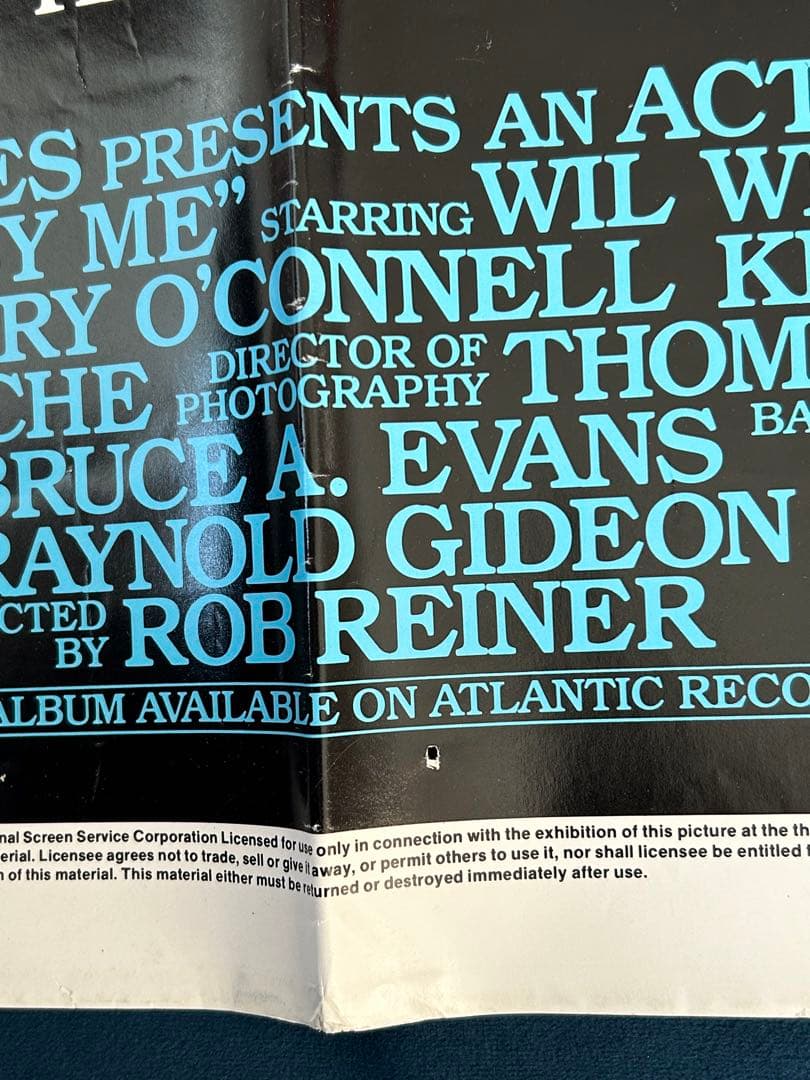 ES PRESENTS AN ACT
Y ME" STARRING WIL W
RY O'CONNELL K
CHE DIRECTOR OF PHOTOGRAPHY THOM
BRUCE A. EVANS BA
RAYNOLD GIDEON
CTED BY ROB REINER
ALBUM AVAILABLE ON ATLANTIC RECO
nal Screen Service Corporation Licensed for use only in connection with the exhibition of this picture at the th
erial. Licensee agrees not to trade, sell or give it away, or permit others to use it, nor shall licensee be entitled
n of this material. This material either must be returned or destroyed immediately after use.